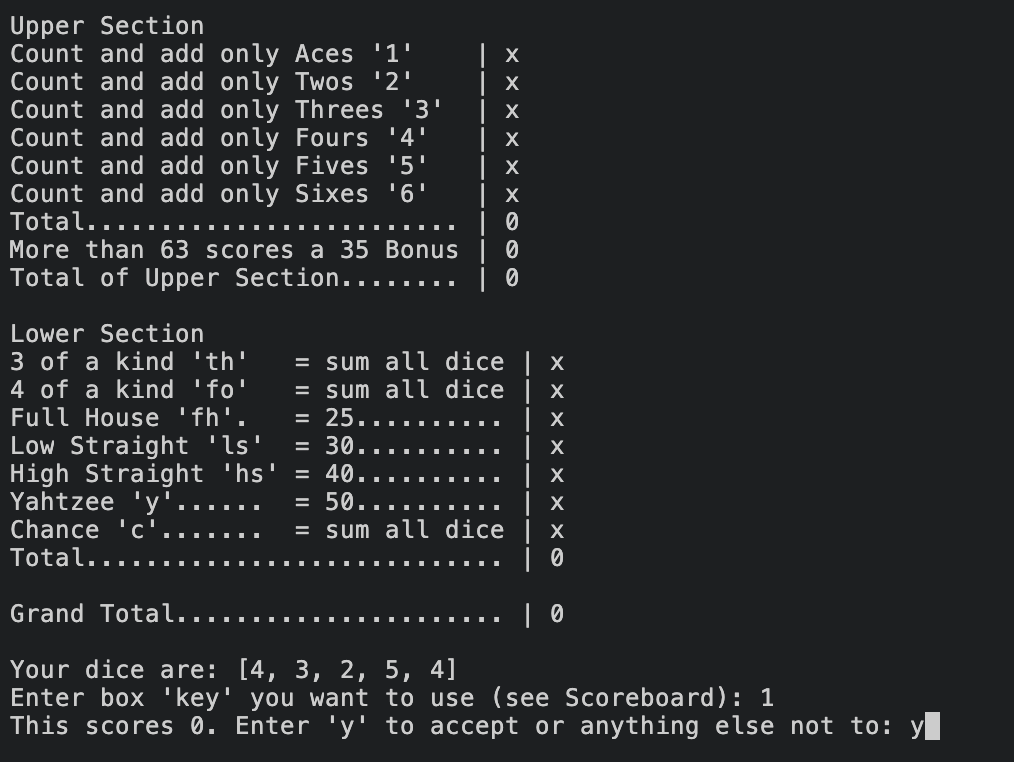 Upper Section
Count and add only Aces '1'    | x
Count and add only Twos '2'    | x
Count and add only Threes '3'  | x
Count and add only Fours '4'   | x
Count and add only Fives '5'   | x
Count and add only Sixes '6'   | x
Total......................... | 0
More than 63 scores a 35 Bonus | 0
Total of Upper Section........ | 0

Lower Section
3 of a kind 'th'   = sum all dice | x
4 of a kind 'fo'   = sum all dice | x
Full House 'fh'.   = 25.......... | x
Low Straight 'ls'  = 30.......... | x
High Straight 'hs' = 40.......... | x
Yahtzee 'y'......  = 50.......... | x
Chance 'c'.......  = sum all dice | x
Total............................ | 0

Grand Total...................... | 0

Your dice are: [4, 3, 2, 5, 4]
Enter box 'key' you want to use (see Scoreboard): 1
This scores 0. Enter 'y' to accept or anything else not to: y